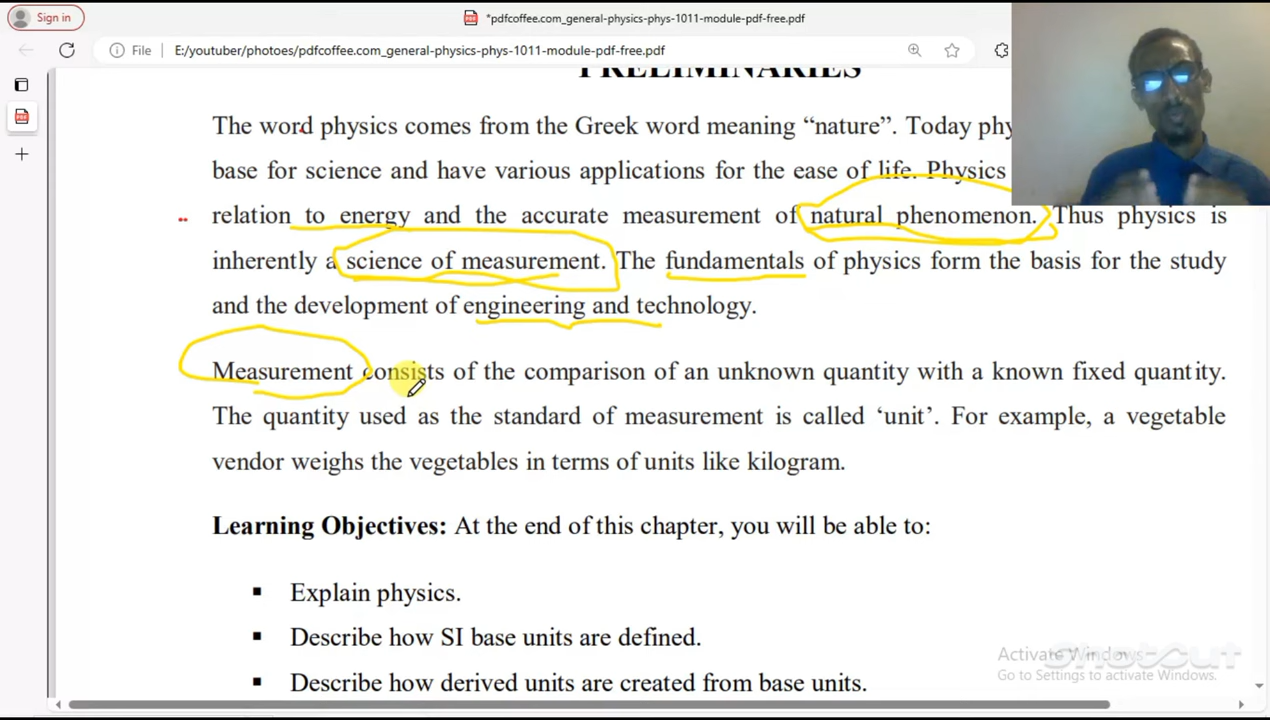 Sign in
*pdfcoffee.com_general-physics-phys-1011-module-pdf-free.pdf
File
E:/youtuber/photoes/pdfcoffee.com_general-physics-phys-1011-module-pdf-free.pdf
PRELIMINARIES
The word physics comes from the Greek word meaning “nature”. Today
base for science and have various applications for the ease of life. Physics
relation to energy and the accurate measurement of natural phenomenon. Thus physics is
inherently a science of measurement. The fundamentals of physics form the basis for the study
and the development of engineering and technology.
Measurement consists of the comparison of an unknown quantity with a known fixed quantity.
The quantity used as the standard of measurement is called ‘unit’. For example, a vegetable
vendor weighs the vegetables in terms of units like kilogram.
Learning Objectives: At the end of this chapter, you will be able to:
▪ Explain physics.
▪ Describe how SI base units are defined.
▪ Describe how derived units are created from base units.
Activate Windows
Go to Settings to activate Windows.
shotcut